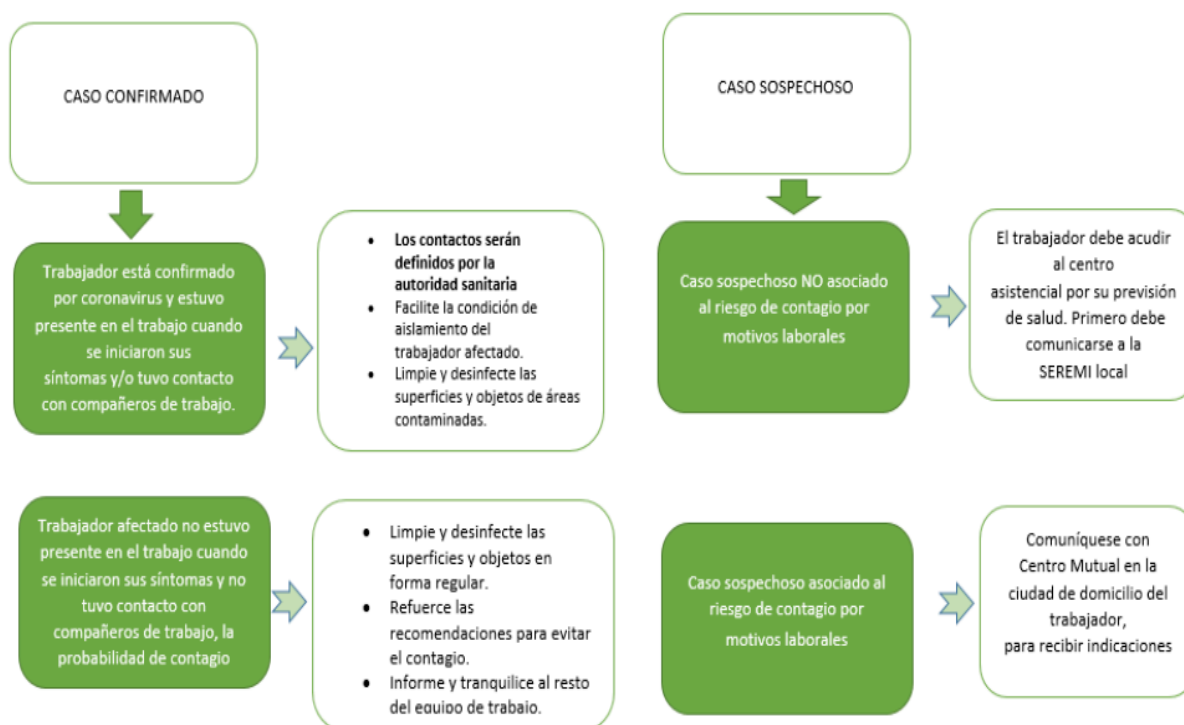 CASO CONFIRMADO
Trabajador está confirmado
por coronavirus y estuvo
presente en el trabajo cuando
se iniciaron sus
síntomas y/o tuvo contacto
con compañeros de trabajo.
• Los contactos serán
definidos por la
autoridad sanitaria
• Facilite la condición de
aislamiento del
trabajador afectado.
• Limpie y desinfecte las
superficies y objetos de áreas
contaminadas.
Trabajador afectado no estuvo
presente en el trabajo cuando
se iniciaron sus síntomas y no
tuvo contacto con
compañeros de trabajo, la
probabilidad de contagio
• Limpie y desinfecte las
superficies y objetos en
forma regular.
• Refuerce las
recomendaciones para evitar
el contagio.
• Informe y tranquilice al resto
del equipo de trabajo.
CASO SOSPECHOSO
Caso sospechoso NO asociado
al riesgo de contagio por
motivos laborales
El trabajador debe acudir
al centro
asistencial por su previsión
de salud. Primero debe
comunicarse a la
SEREMI local
Caso sospechoso asociado al
riesgo de contagio por
motivos laborales
Comuníquese con
Centro Mutual en la
ciudad de domicilio del
trabajador,
para recibir indicaciones